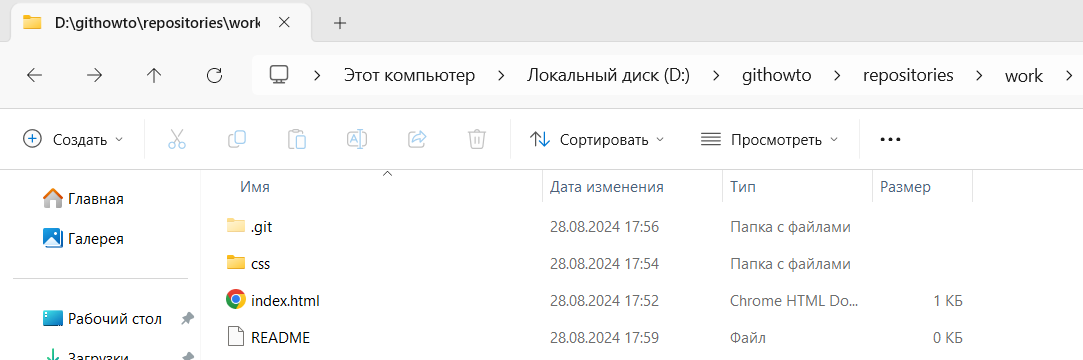 D:\githowto\repositories\work
Этот компьютер > Локальный диск (D:) > githowto > repositories > work >
Создать Сортировать Просмотреть
Имя Дата изменения Тип Размер
Главная
Галерея
Рабочий стол
Загрузки
.git 28.08.2024 17:56 Папка с файлами
css 28.08.2024 17:54 Папка с файлами
index.html 28.08.2024 17:52 Chrome HTML Do... 1 КБ
README 28.08.2024 17:59 Файл 0 КБ